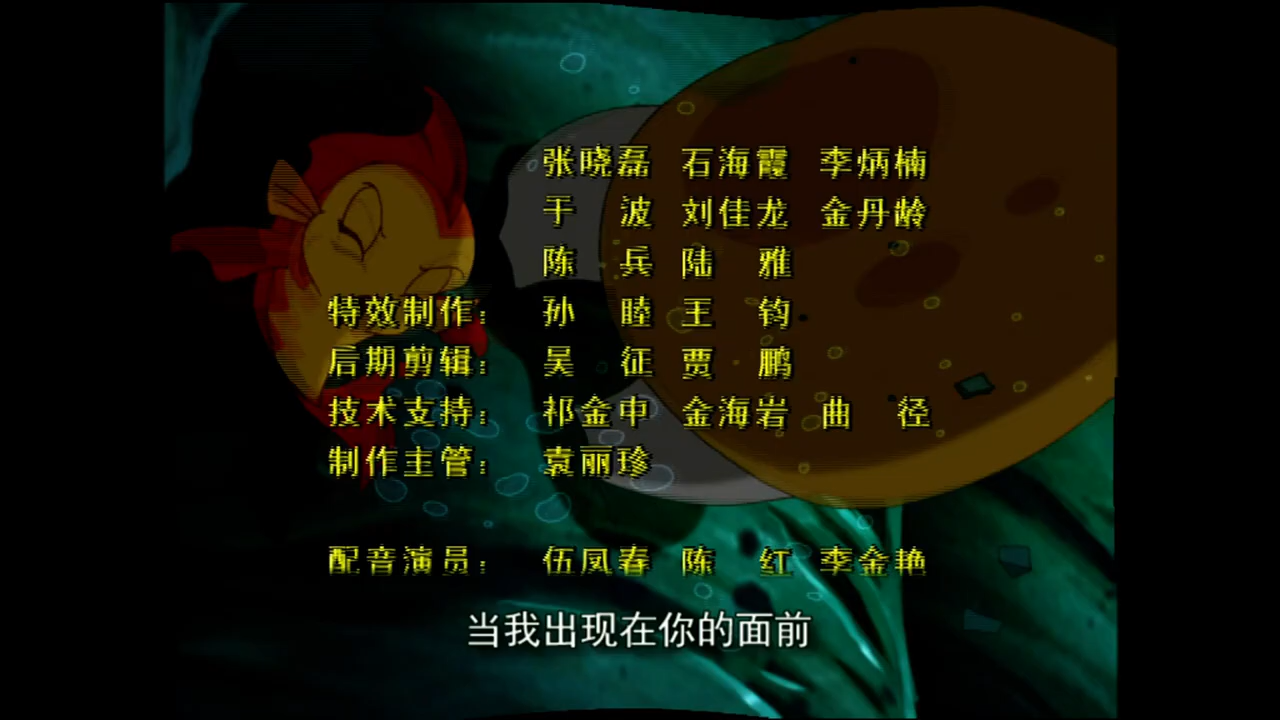 张晓磊 石海霞 李炳楠
于 波 刘佳龙 金丹龄
陈 兵 陆 雅
特效制作: 孙 睦 王 钧
后期剪辑: 吴 征 贾 鹏
技术支持: 祁金申 金海岩 曲 径
制作主管: 袁丽珍
配音演员: 伍凤春 陈 红 李金艳
当我出现在你的面前